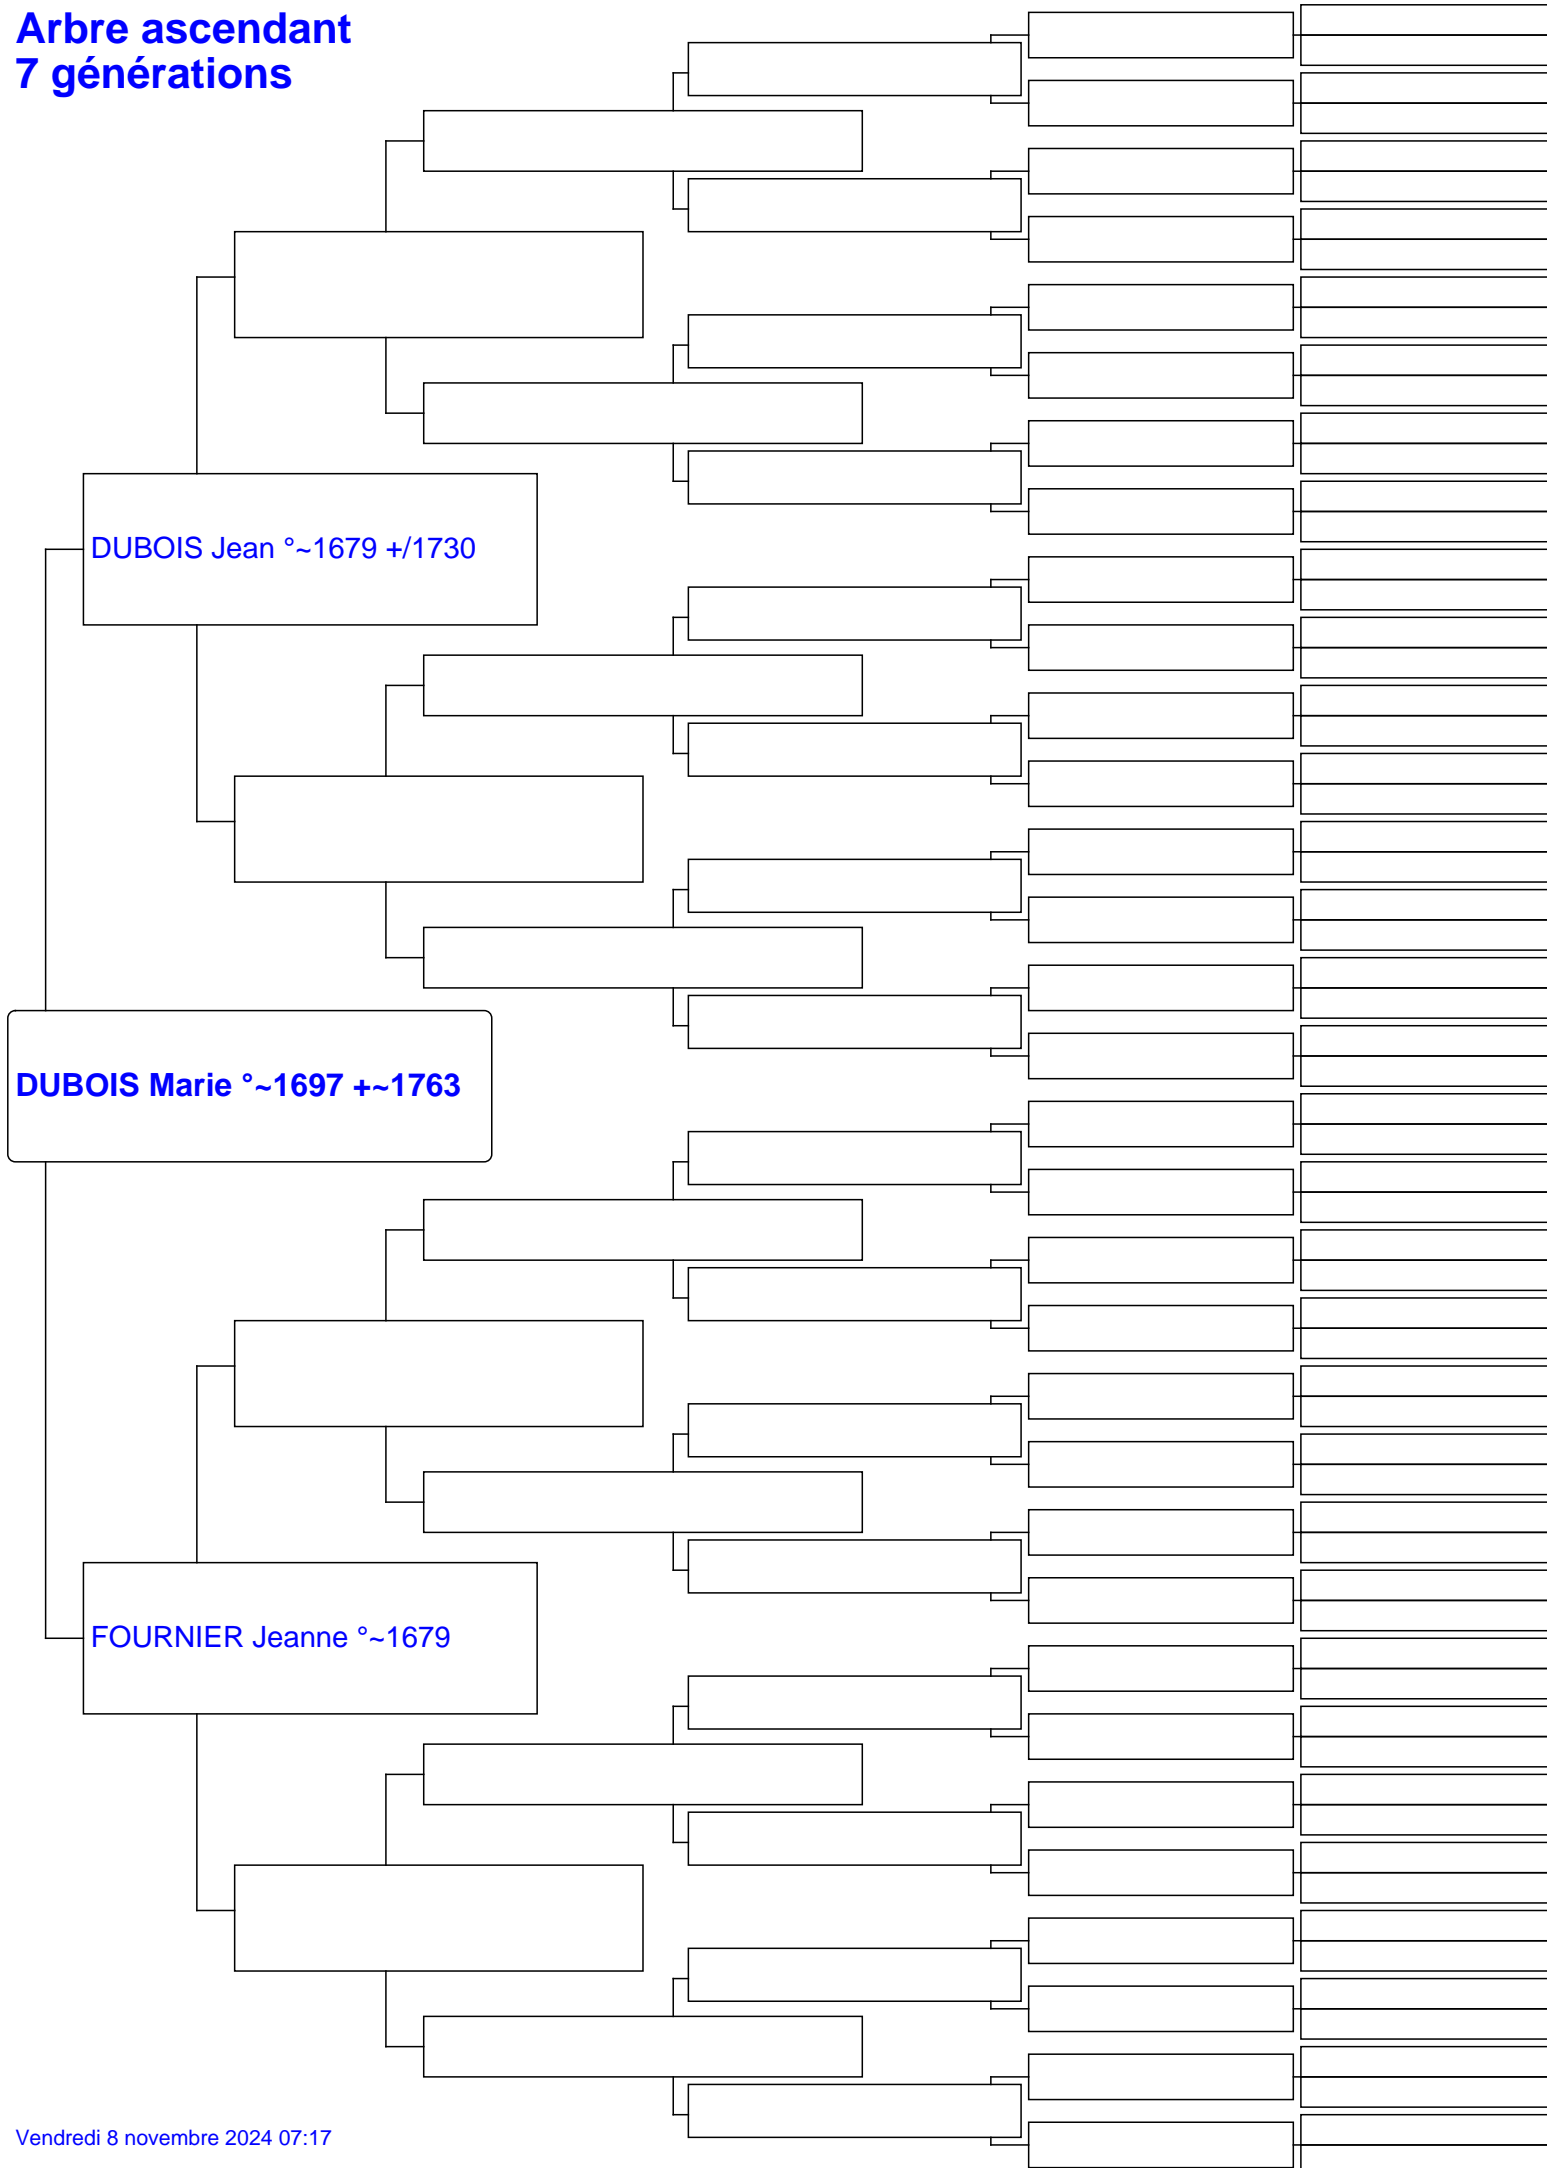 Arbre ascendant
7 générations
DUBOIS Jean °~1679 +/1730
DUBOIS Marie °~1697 +~1763
FOURNIER Jeanne °~1679
Vendredi 8 novembre 2024 07:17